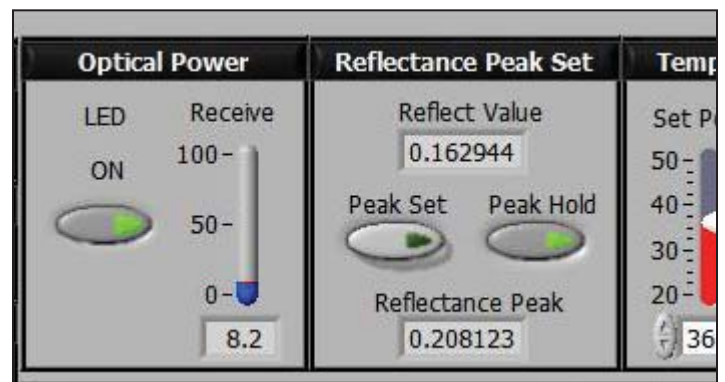 Optical Power
LED
ON
Receive
100
50
0
8.2
Reflectance Peak Set
Reflect Value
0.162944
Peak Set Peak Hold
Reflectance Peak
0.208123
50
40
30
20
36